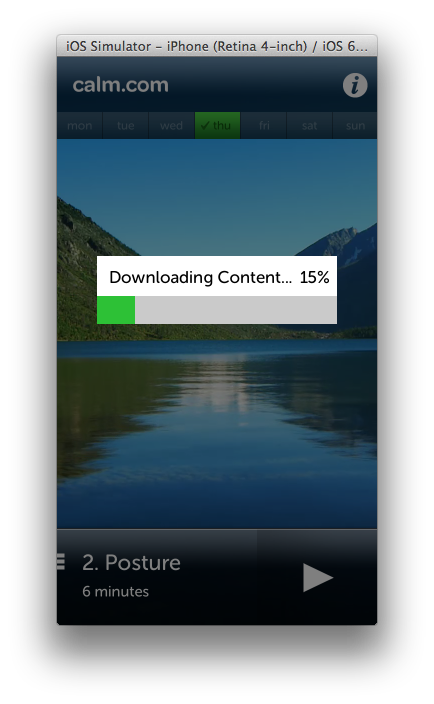 iOS Simulator – iPhone (Retina 4-inch) / iOS 6...
calm.com
i
mon tue wed ✓ thu fri sat sun
Downloading Content... 15%
2. Posture
6 minutes